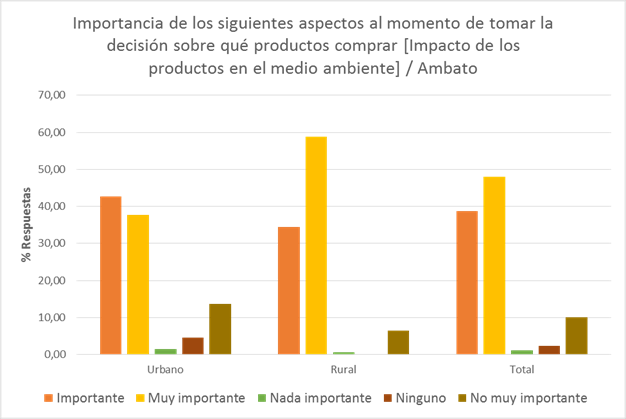 Importancia de los siguientes aspectos al momento de tomar la
decisión sobre qué productos comprar [Impacto de los
productos en el medio ambiente] / Ambato
70,00
60,00
50,00
40,00
30,00
20,00
10,00
0,00
% Respuestas
Urbano Rural Total
Importante Muy importante Nada importante Ninguno No muy importante